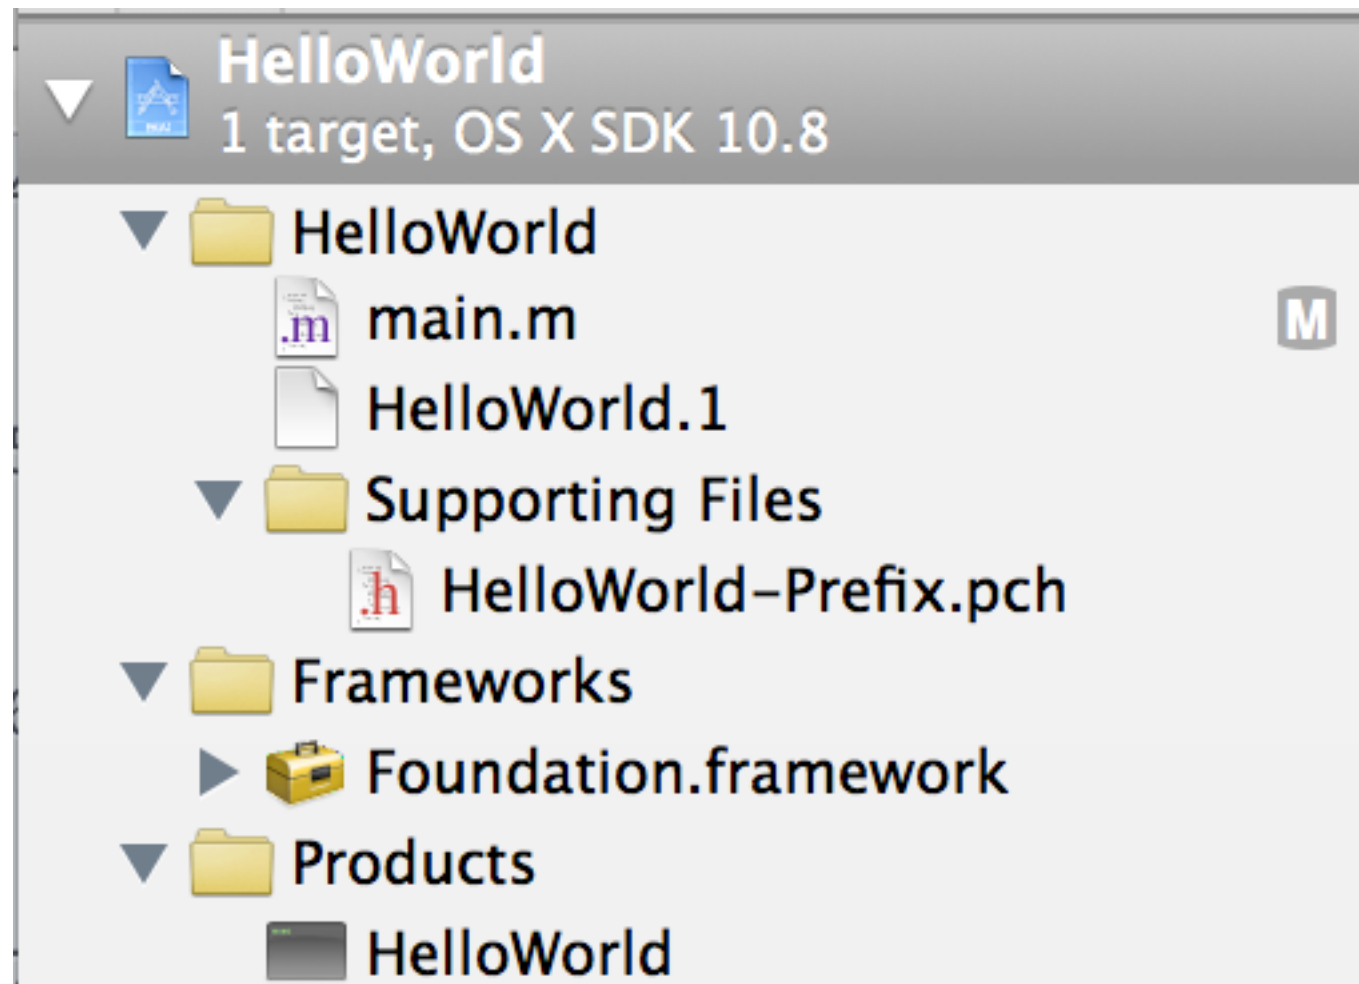 HelloWorld
1 target, OS X SDK 10.8
HelloWorld
.m main.m M
HelloWorld.1
Supporting Files
.h HelloWorld-Prefix.pch
Frameworks
Foundation.framework
Products
HelloWorld